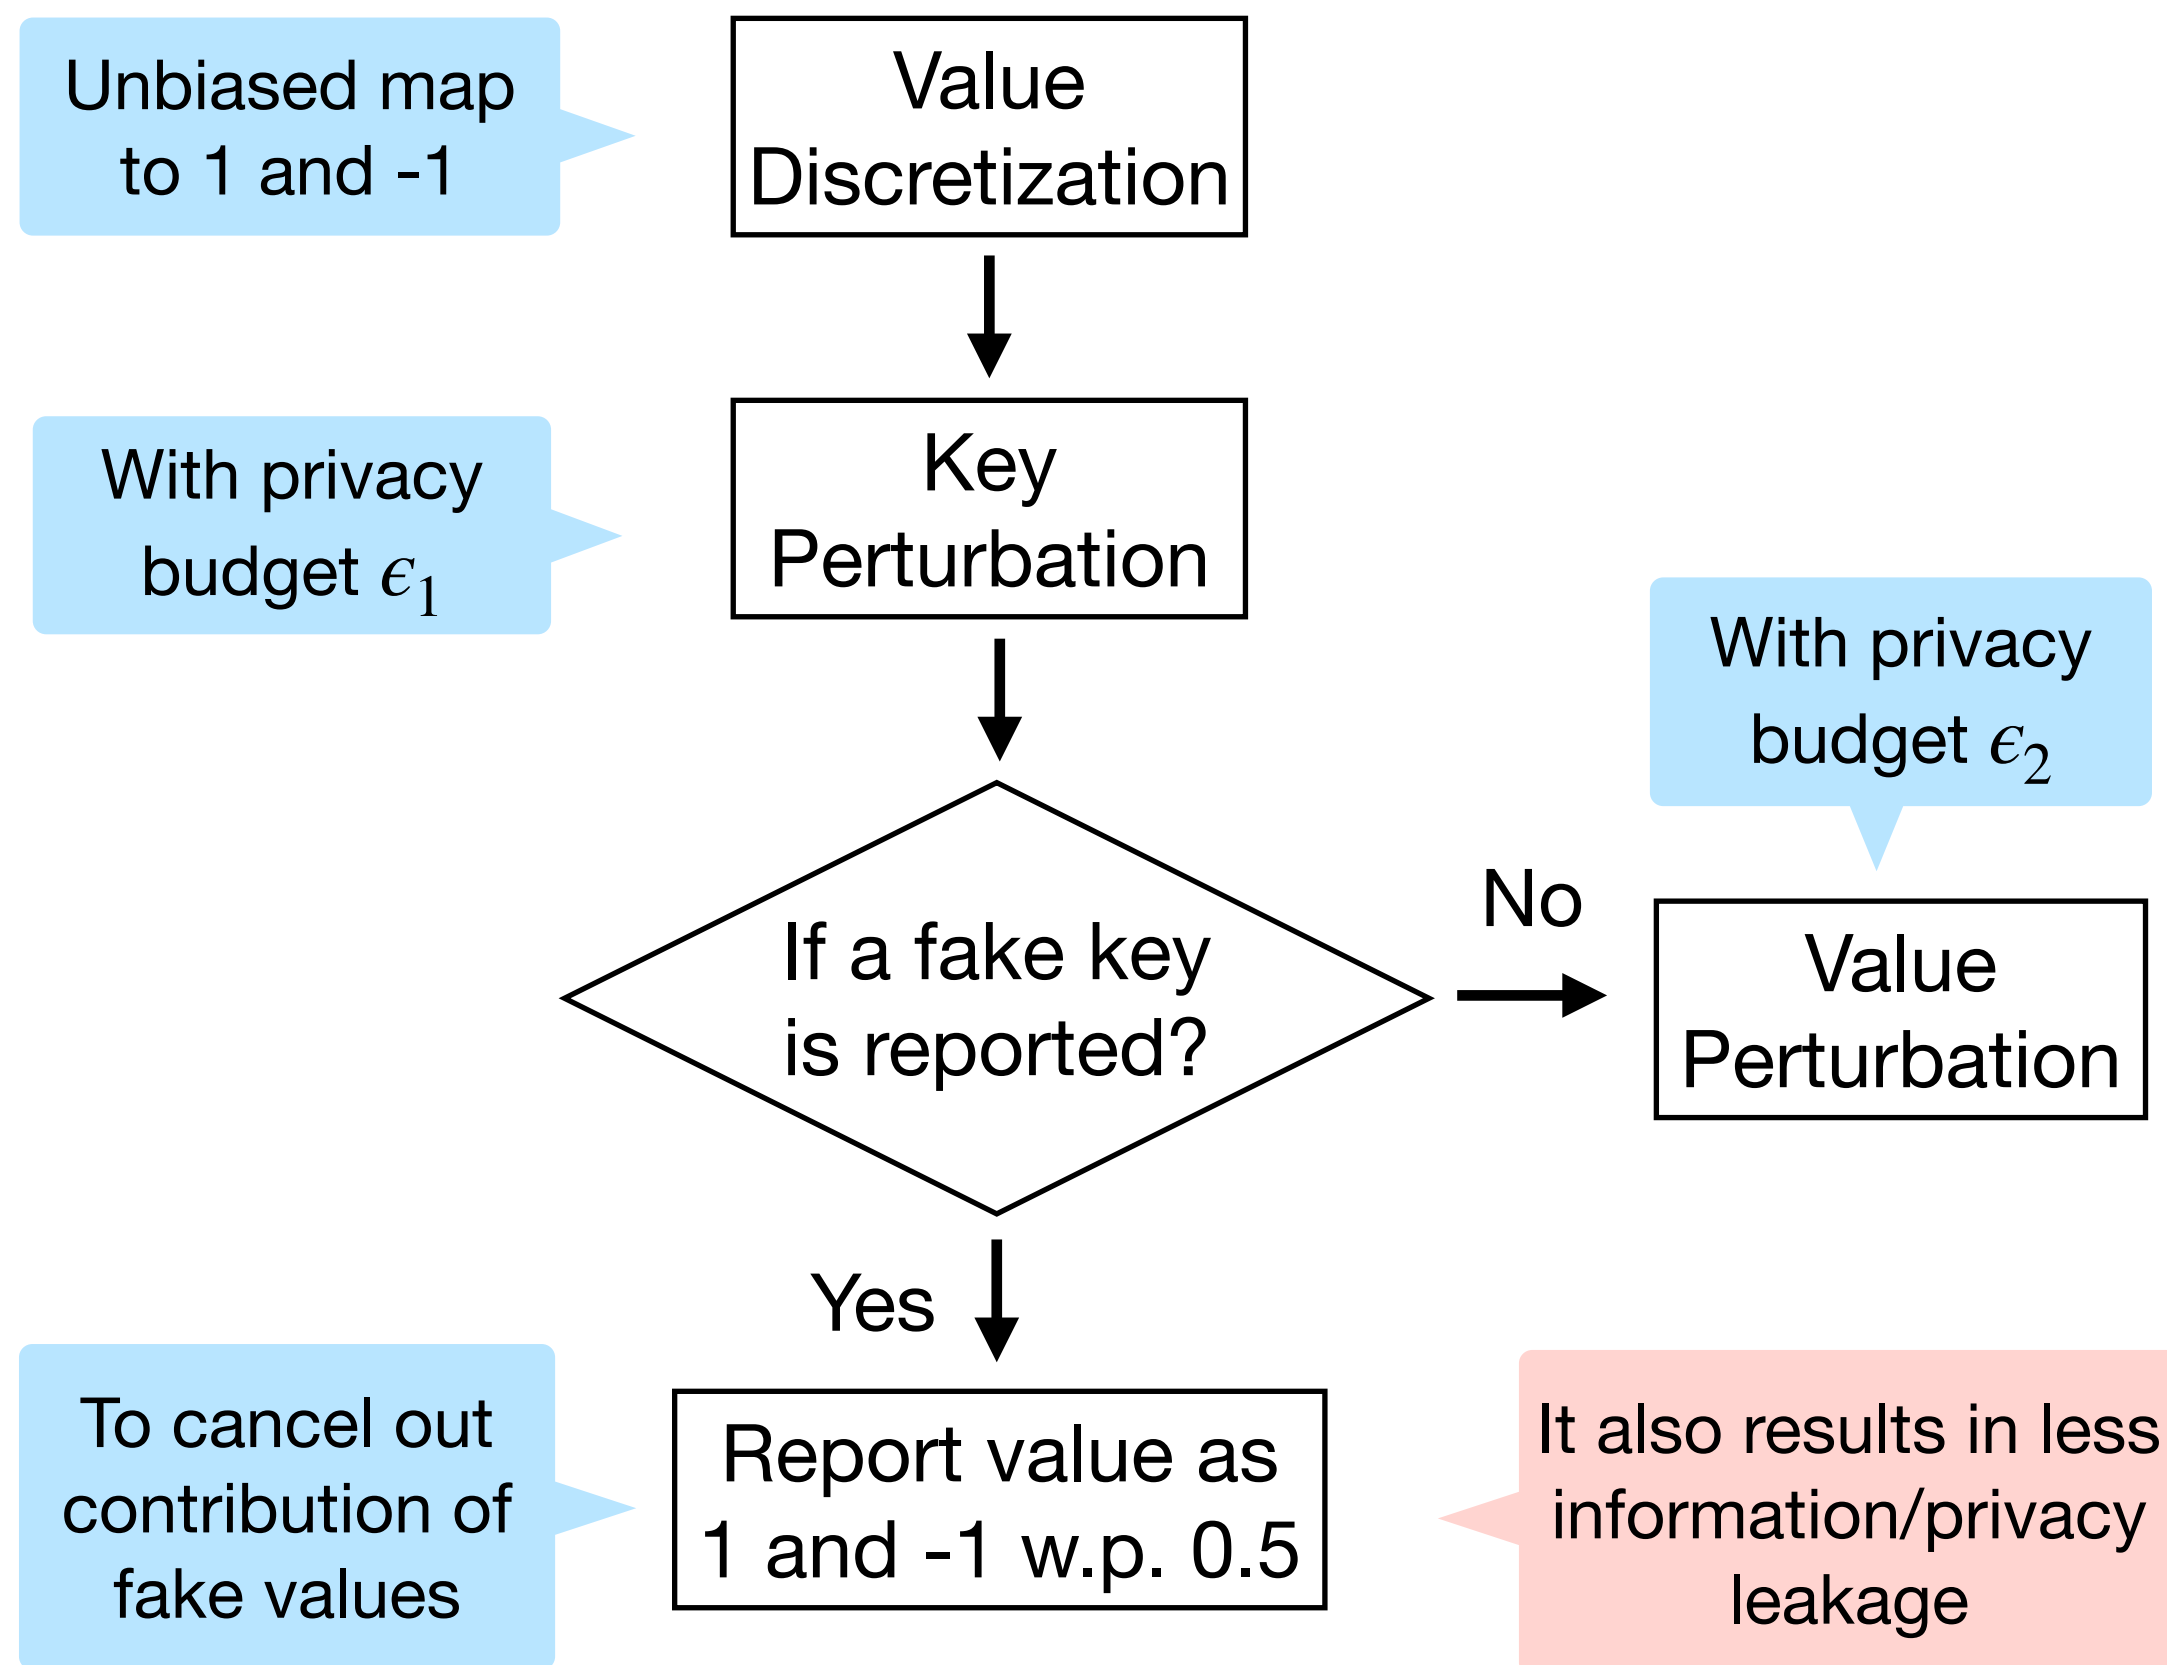 Unbiased map
to 1 and -1
Value
Discretization
With privacy
budget ϵ₁
Key
Perturbation
With privacy
budget ϵ₂
If a fake key
is reported?
No
Value
Perturbation
Yes
To cancel out
contribution of
fake values
Report value as
1 and -1 w.p. 0.5
It also results in less
information/privacy
leakage